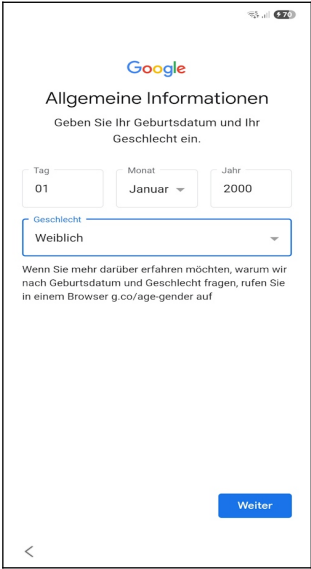 70
Google
Allgemeine Informationen
Geben Sie Ihr Geburtsdatum und Ihr
Geschlecht ein.
Tag
Monat
Jahr
01
Januar
2000
Geschlecht
Weiblich
Wenn Sie mehr darüber erfahren möchten, warum wir
nach Geburtsdatum und Geschlecht fragen, rufen Sie
in einem Browser g.co/age-gender auf
Weiter